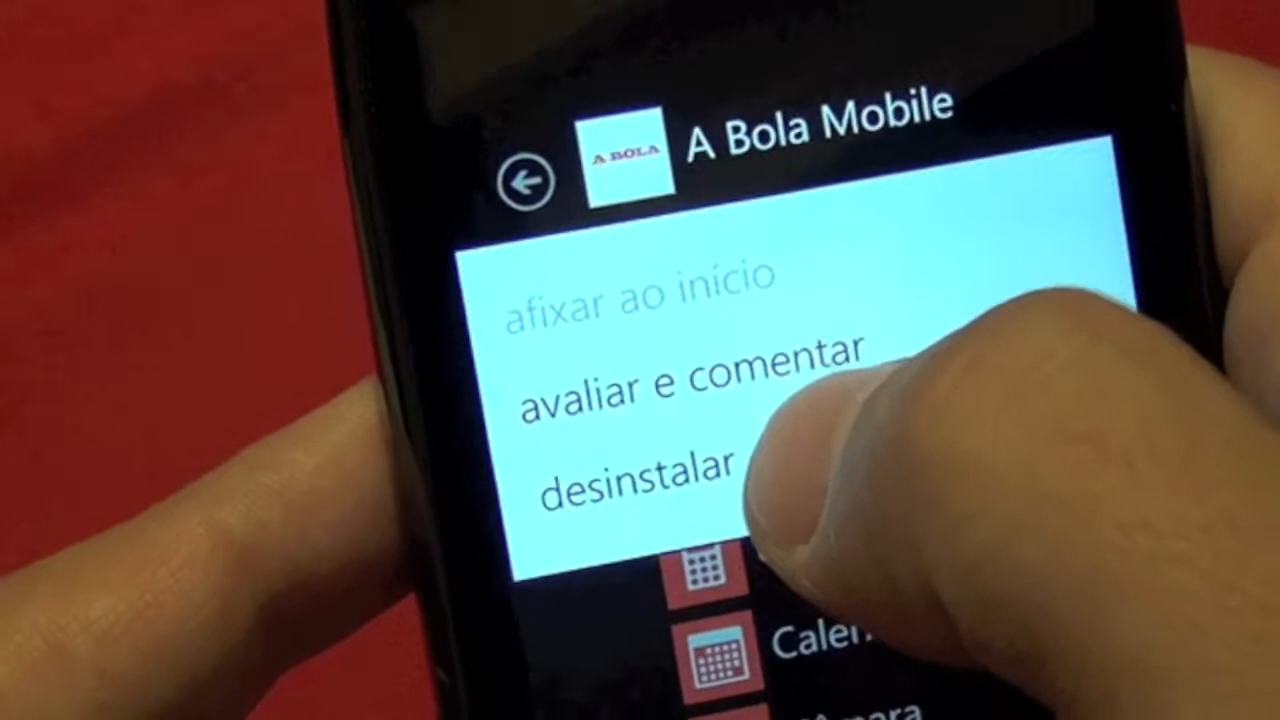 A BOLA
A Bola Mobile
afixar ao início
avaliar e comentar
desinstalar